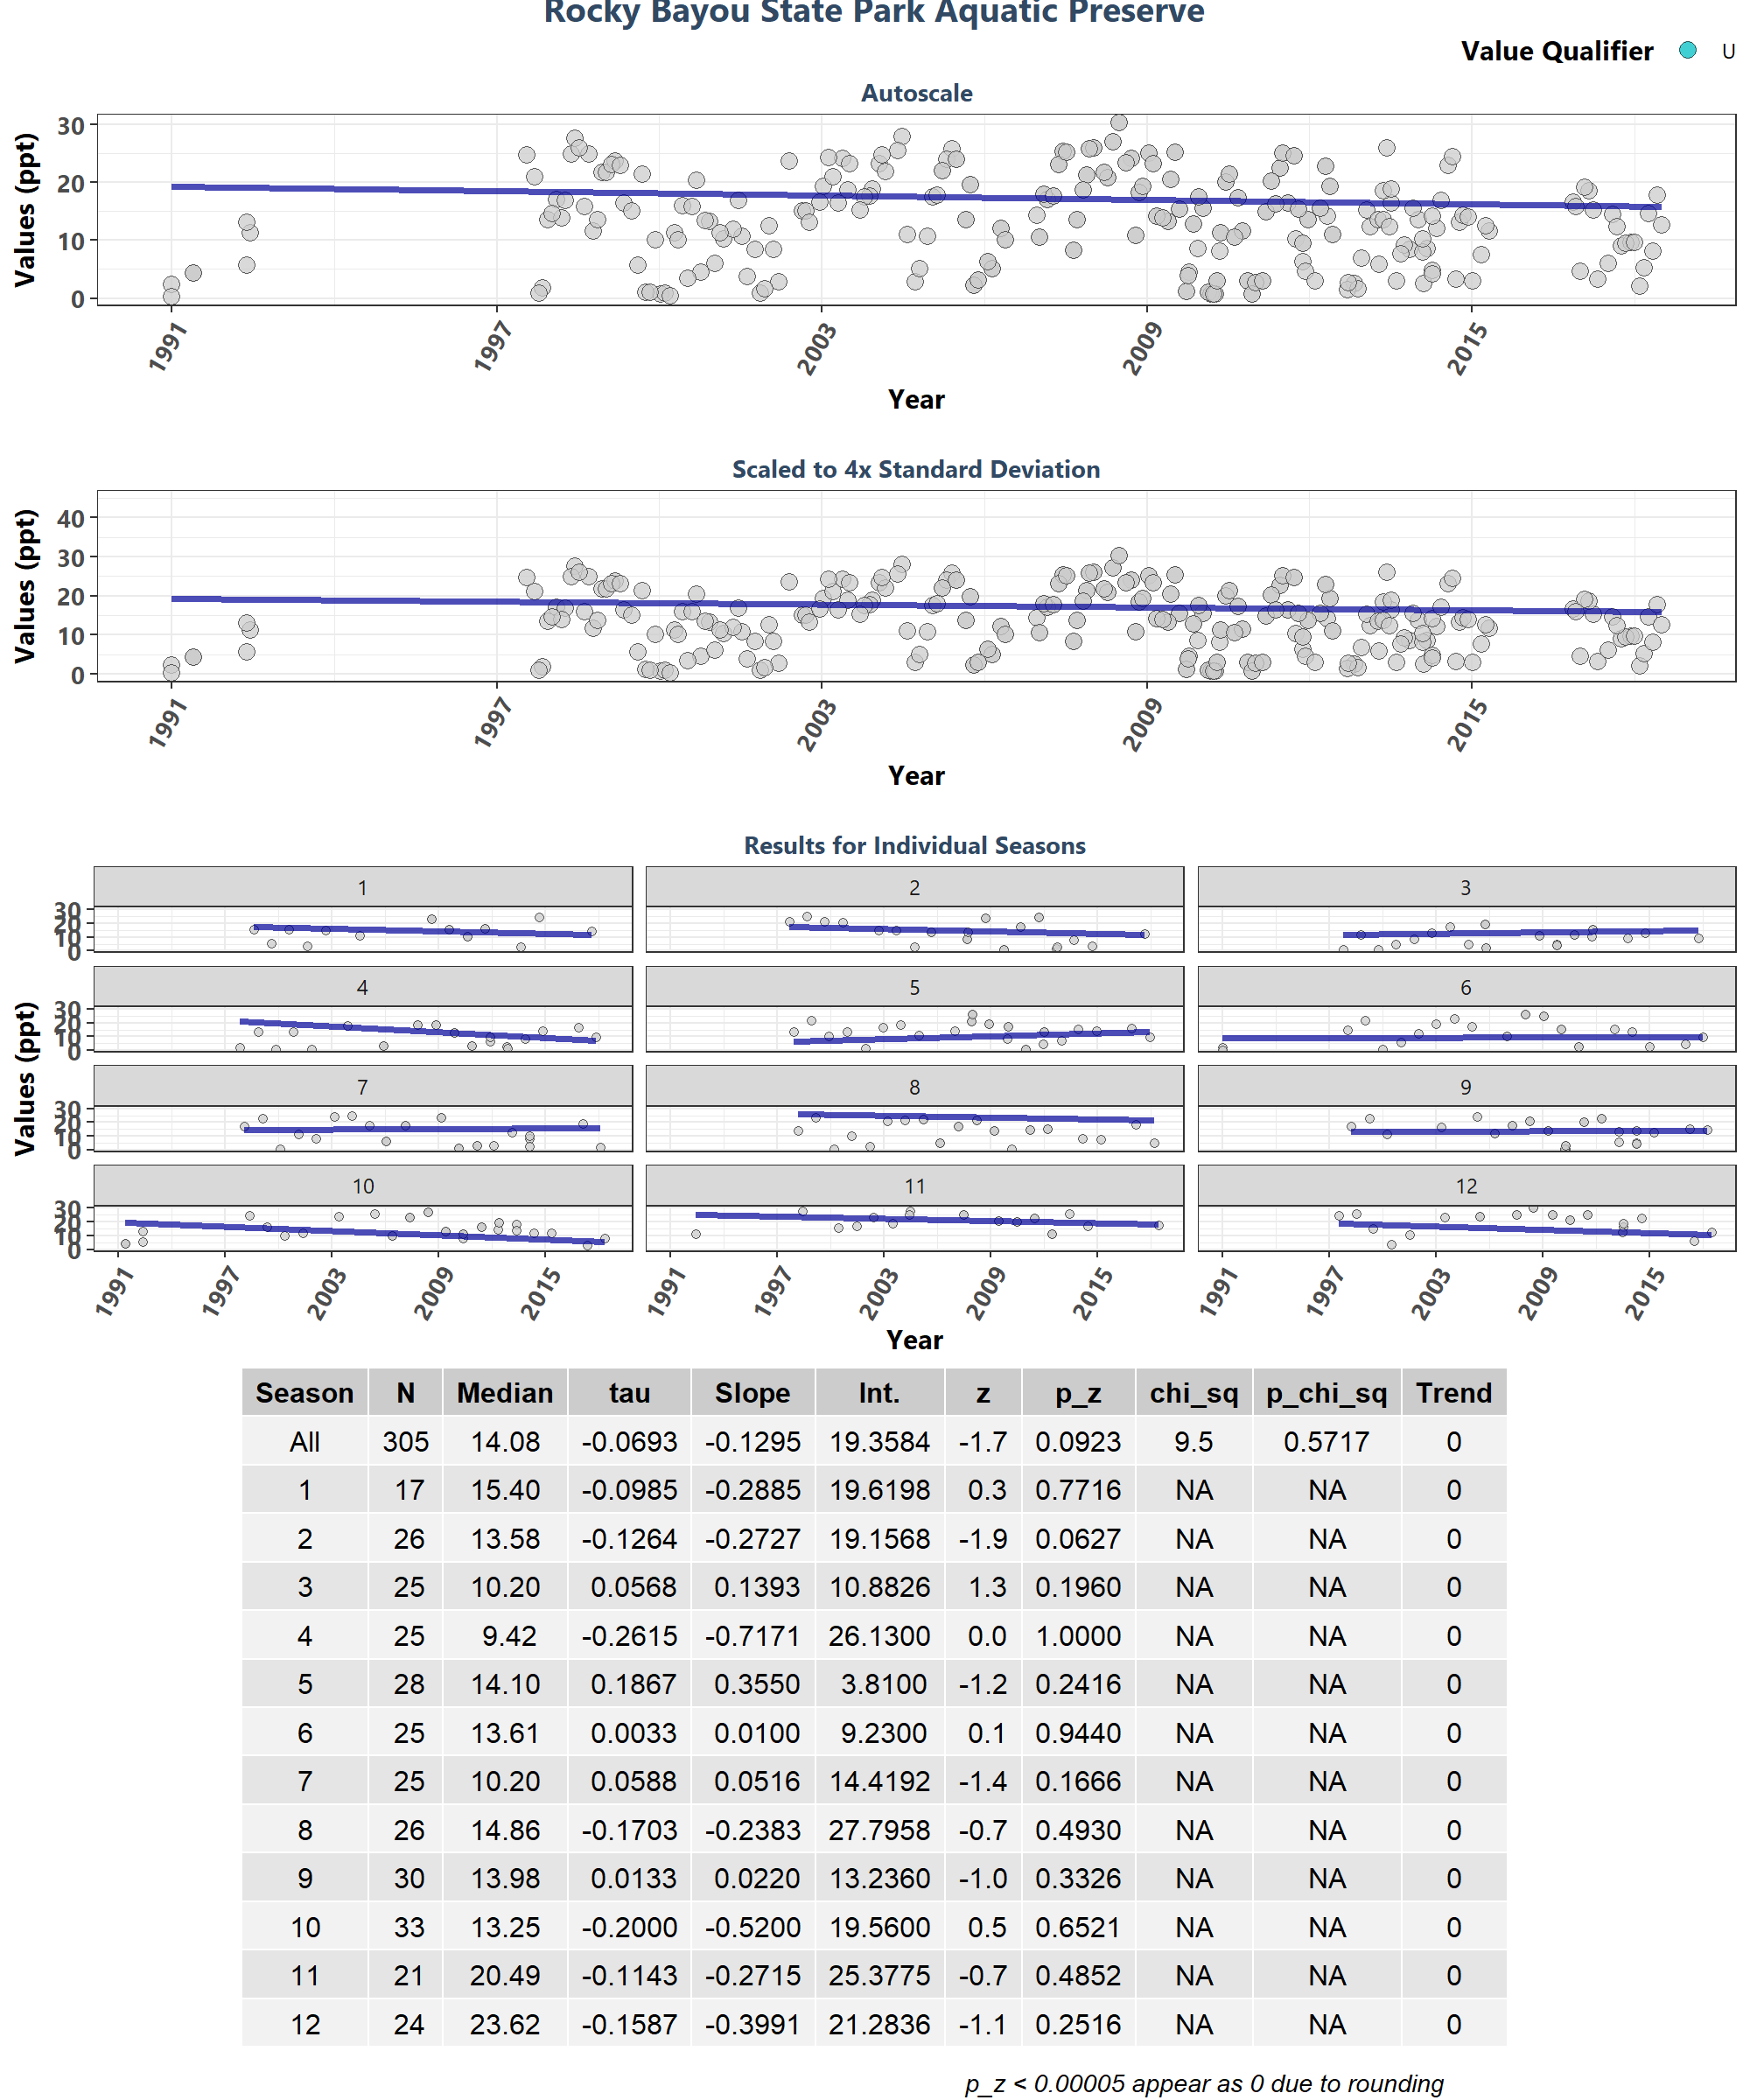 Rocky Bayou State Park Aquatic Preserve
Value Qualifier U
Autoscale
Values (ppt)
30
20
10
0
1991 1997 2003 2009 2015
Year
Scaled to 4x Standard Deviation
Values (ppt)
40
30
20
10
0
1991 1997 2003 2009 2015
Year
Results for Individual Seasons
Values (ppt)
1 2 3
30
20
10
0
4 5 6
30
20
10
0
7 8 9
30
20
10
0
10 11 12
30
20
10
0
1991 1997 2003 2009 2015 1991 1997 2003 2009 2015 1991 1997 2003 2009 2015
Year
Season N Median tau Slope Int. z p_z chi_sq p_chi_sq Trend
All 305 14.08 -0.0693 -0.1295 19.3584 -1.7 0.0923 9.5 0.5717 0
1 17 15.40 -0.0985 -0.2885 19.6198 0.3 0.7716 NA NA 0
2 26 13.58 -0.1264 -0.2727 19.1568 -1.9 0.0627 NA NA 0
3 25 10.20 0.0568 0.1393 10.8826 1.3 0.1960 NA NA 0
4 25 9.42 -0.2615 -0.7171 26.1300 0.0 1.0000 NA NA 0
5 28 14.10 0.1867 0.3550 3.8100 -1.2 0.2416 NA NA 0
6 25 13.61 0.0033 0.0100 9.2300 0.1 0.9440 NA NA 0
7 25 10.20 0.0588 0.0516 14.4192 -1.4 0.1666 NA NA 0
8 26 14.86 -0.1703 -0.2383 27.7958 -0.7 0.4930 NA NA 0
9 30 13.98 0.0133 0.0220 13.2360 -1.0 0.3326 NA NA 0
10 33 13.25 -0.2000 -0.5200 19.5600 0.5 0.6521 NA NA 0
11 21 20.49 -0.1143 -0.2715 25.3775 -0.7 0.4852 NA NA 0
12 24 23.62 -0.1587 -0.3991 21.2836 -1.1 0.2516 NA NA 0
p_z < 0.00005 appear as 0 due to rounding